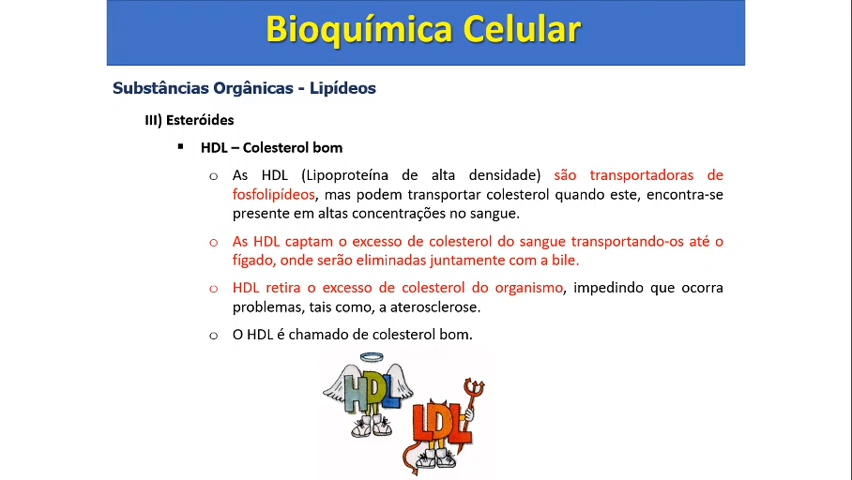 Bioquímica Celular
Substâncias Orgânicas - Lipídeos
III) Esteróides
▪ HDL – Colesterol bom
o As HDL (Lipoproteína de alta densidade) são transportadoras de
fosfolipídeos, mas podem transportar colesterol quando este, encontra-se
presente em altas concentrações no sangue.
o As HDL captam o excesso de colesterol do sangue transportando-os até o
fígado, onde serão eliminadas juntamente com a bile.
o HDL retira o excesso de colesterol do organismo, impedindo que ocorra
problemas, tais como, a aterosclerose.
o O HDL é chamado de colesterol bom.
HDL
LDL